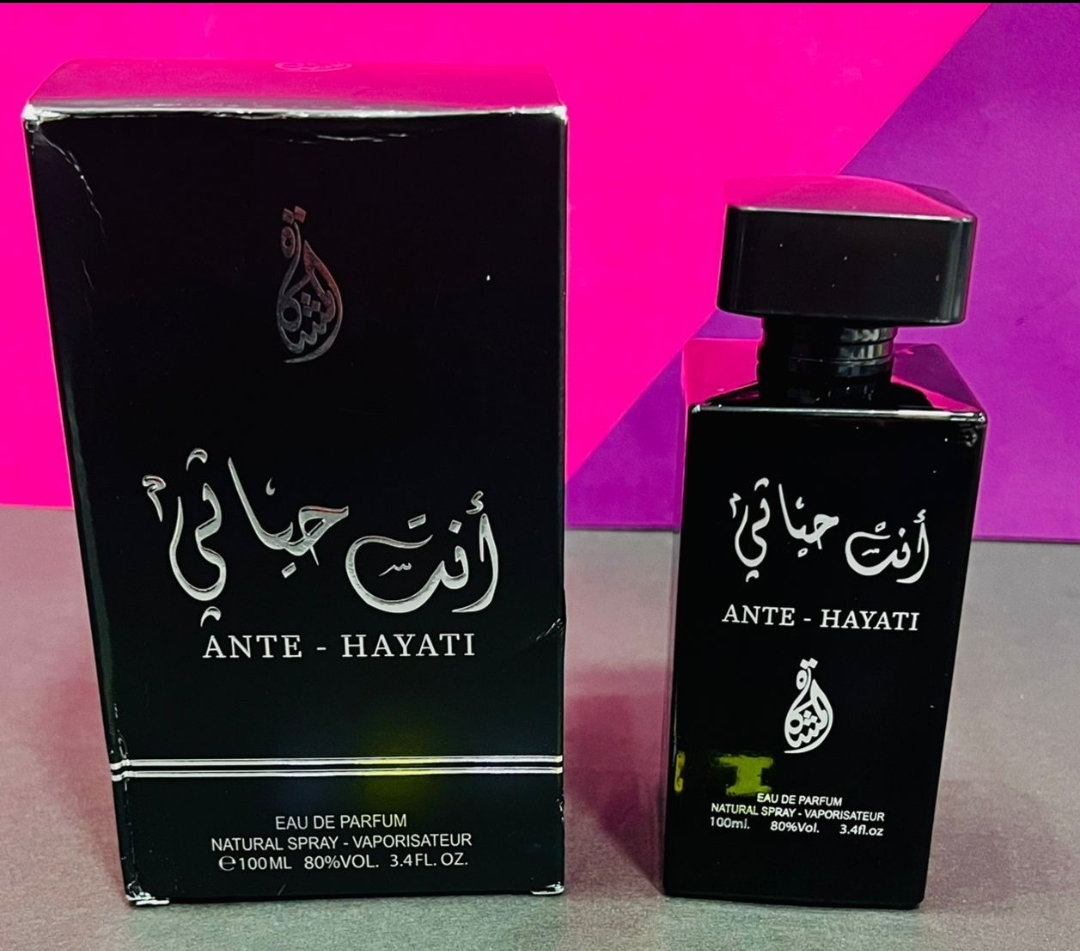 أنت حياتي
ANTE - HAYATI
EAU DE PARFUM
NATURAL SPRAY - VAPORISATEUR
℮100ML 80%VOL. 3.4FL. OZ.
أنت حياتي
ANTE - HAYATI
EAU DE PARFUM
NATURAL SPRAY - VAPORISATEUR
100ml. 80%Vol. 3.4fl.oz